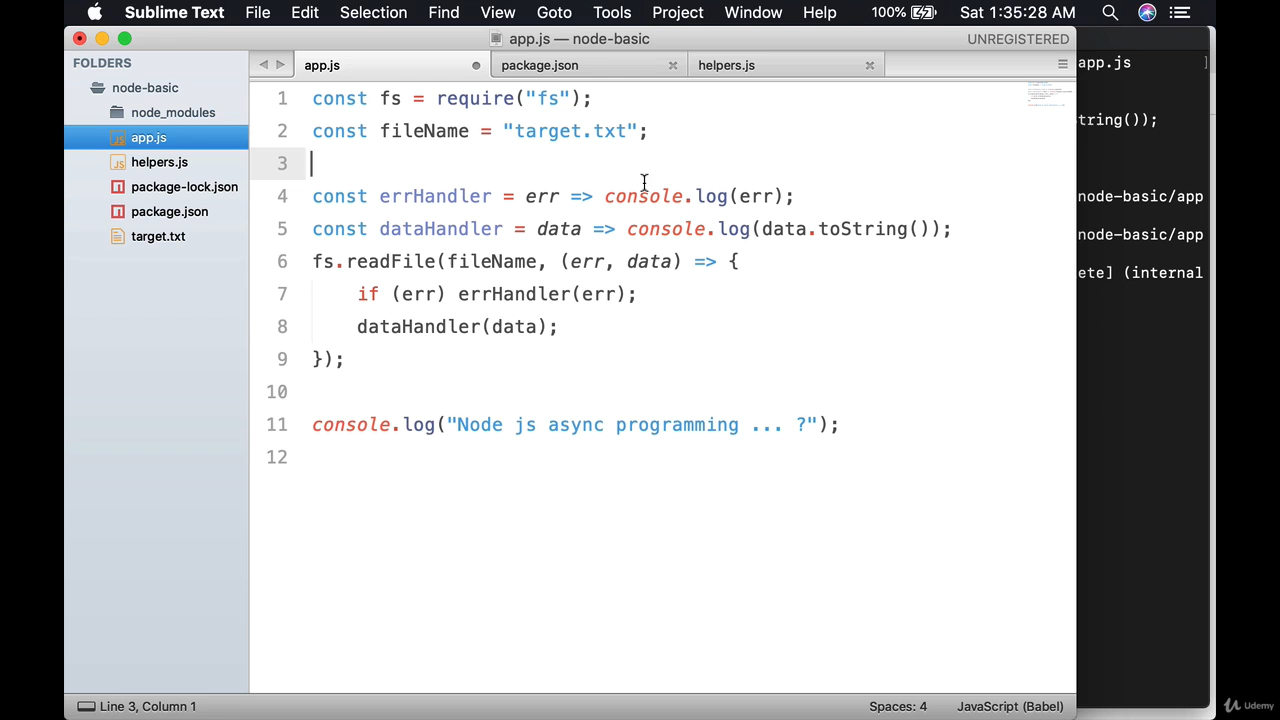 Sublime Text File Edit Selection Find View Goto Tools Project Window Help 100% Sat 1:35:28 AM
app.js — node-basic UNREGISTERED
FOLDERS
node-basic
node_modules
app.js
helpers.js
package-lock.json
package.json
target.txt
app.js package.json helpers.js
1 const fs = require("fs");
2 const fileName = "target.txt";
3
4 const errHandler = err => console.log(err);
5 const dataHandler = data => console.log(data.toString());
6 fs.readFile(fileName, (err, data) => {
7 if (err) errHandler(err);
8 dataHandler(data);
9 });
10
11 console.log("Node js async programming ... ?");
12
app.js ]
tring());
node-basic/app
node-basic/app
ete] (internal
Line 3, Column 1 Spaces: 4 JavaScript (Babel)
Udemy